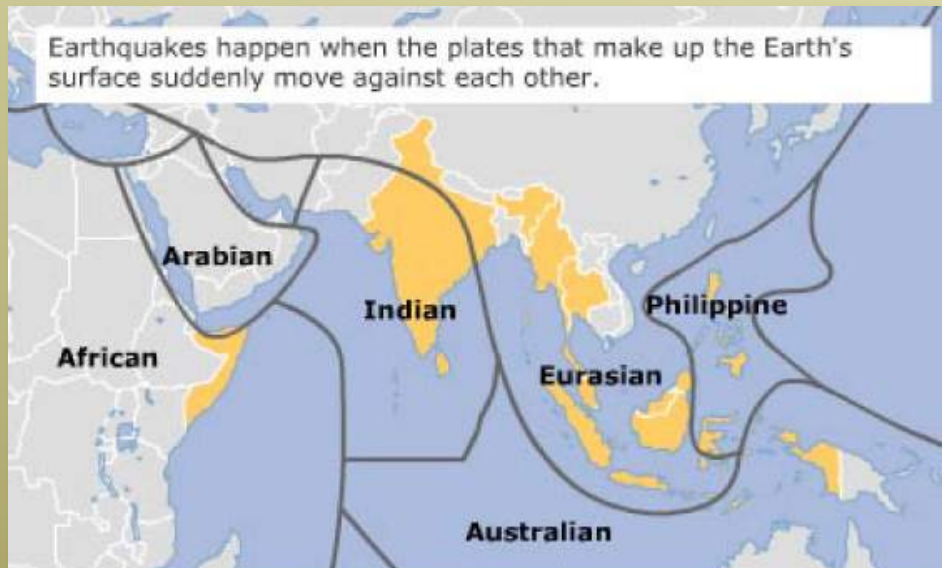 Earthquakes happen when the plates that make up the Earth's
surface suddenly move against each other.
Arabian
Indian
Philippine
African
Eurasian
Australian